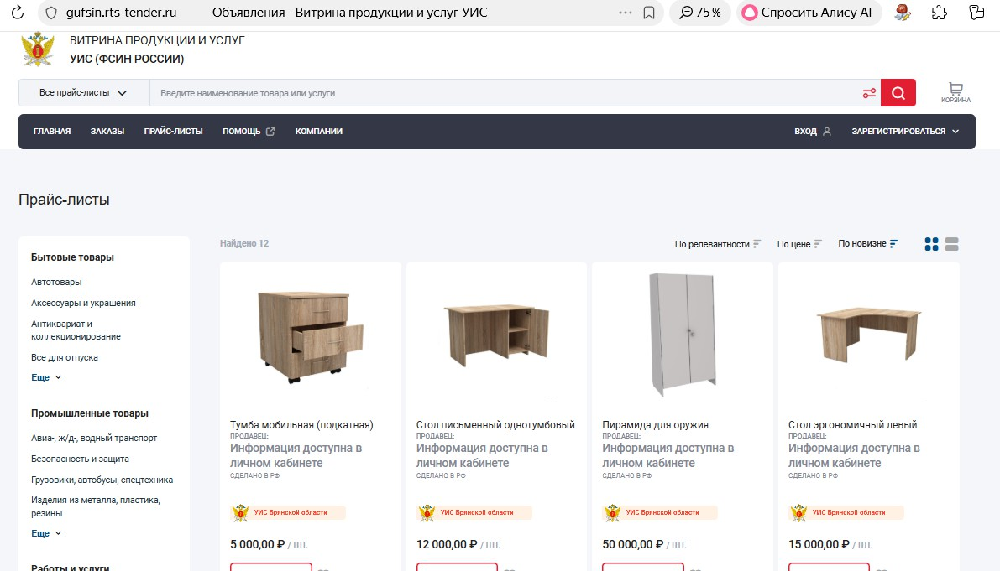 gufsin.rts-tender.ru
Объявления - Витрина продукции и услуг УИС
75 %
Спросить Алису AI
ВИТРИНА ПРОДУКЦИИ И УСЛУГ
УИС (ФСИН РОССИИ)
Все прайс-листы
Введите наименование товара или услуги
КОРЗИНА
ГЛАВНАЯ
ЗАКАЗЫ
ПРАЙС-ЛИСТЫ
ПОМОЩЬ
КОМПАНИИ
ВХОД
ЗАРЕГИСТРИРОВАТЬСЯ
Прайс-листы
Бытовые товары
Автотовары
Аксессуары и украшения
Антиквариат и
коллекционирование
Все для отпуска
Еще
Промышленные товары
Авиа-, ж/д-, водный транспорт
Безопасность и защита
Грузовики, автобусы, спецтехника
Изделия из металла, пластика,
резины
Еще
Работы и услуги
Найдено 12
По релевантности
По цене
По новизне
Тумба мобильная (подкатная)
ПРОДАВЕЦ:
Информация доступна в
личном кабинете
СДЕЛАНО В РФ
УИС Брянской области
5 000,00 ₽ / ШТ.
Стол письменный однотумбовый
ПРОДАВЕЦ:
Информация доступна в
личном кабинете
СДЕЛАНО В РФ
УИС Брянской области
12 000,00 ₽ / ШТ.
Пирамида для оружия
ПРОДАВЕЦ:
Информация доступна в
личном кабинете
СДЕЛАНО В РФ
УИС Брянской области
50 000,00 ₽ / ШТ.
Стол эргономичный левый
ПРОДАВЕЦ:
Информация доступна в
личном кабинете
СДЕЛАНО В РФ
УИС Брянской области
15 000,00 ₽ / ШТ.